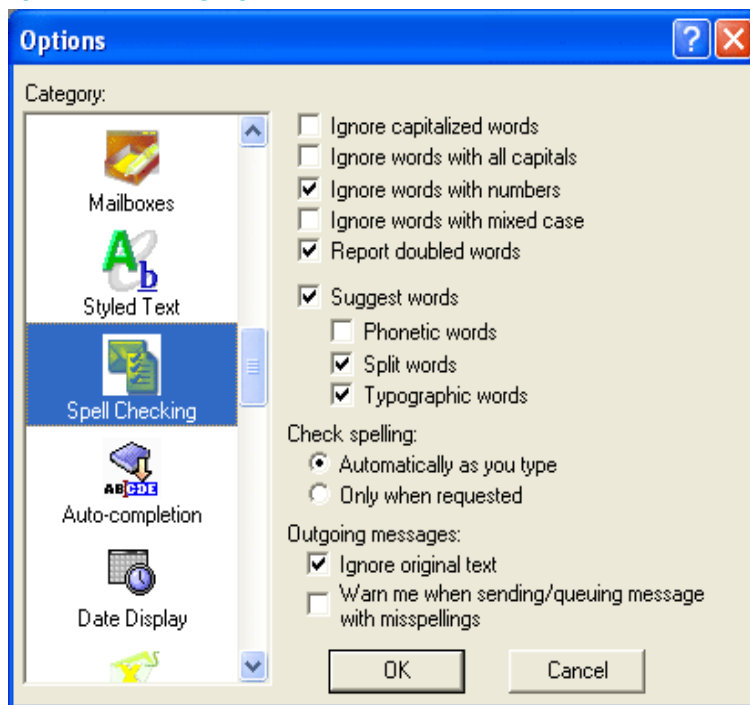 Options
Category:
Mailboxes
Ab
Styled Text
Spell Checking
ABCDE
Auto-completion
Date Display
Ignore capitalized words
Ignore words with all capitals
Ignore words with numbers
Ignore words with mixed case
Report doubled words
Suggest words
Phonetic words
Split words
Typographic words
Check spelling:
Automatically as you type
Only when requested
Outgoing messages:
Ignore original text
Warn me when sending/queuing message
with misspellings
OK
Cancel